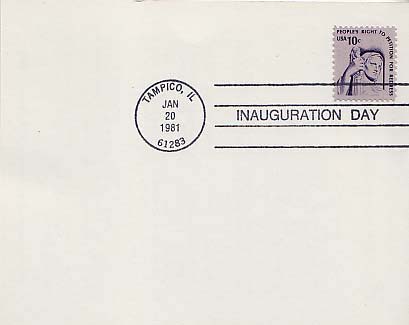 PEOPLE'S RIGHT TO PETITION FOR REDRESS
USA 10c
TAMPICO, IL
JAN
20
1981
61283
INAUGURATION DAY